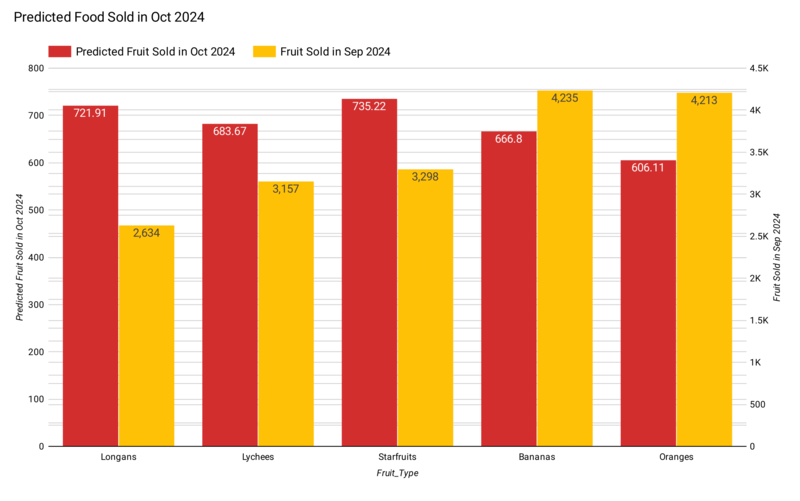 Predicted Food Sold in Oct 2024
Predicted Fruit Sold in Oct 2024 Fruit Sold in Sep 2024
800 4.5K
700 4K
600 3.5K
500 3K
400 2.5K
300 2K
200 1.5K
100 1K
0 500
0
Predicted Fruit Sold in Oct 2024
Fruit Sold in Sep 2024
721.91 2,634
683.67 3,157
735.22 3,298
666.8 4,235
606.11 4,213
Longans Lychees Starfruits Bananas Oranges
Fruit_Type